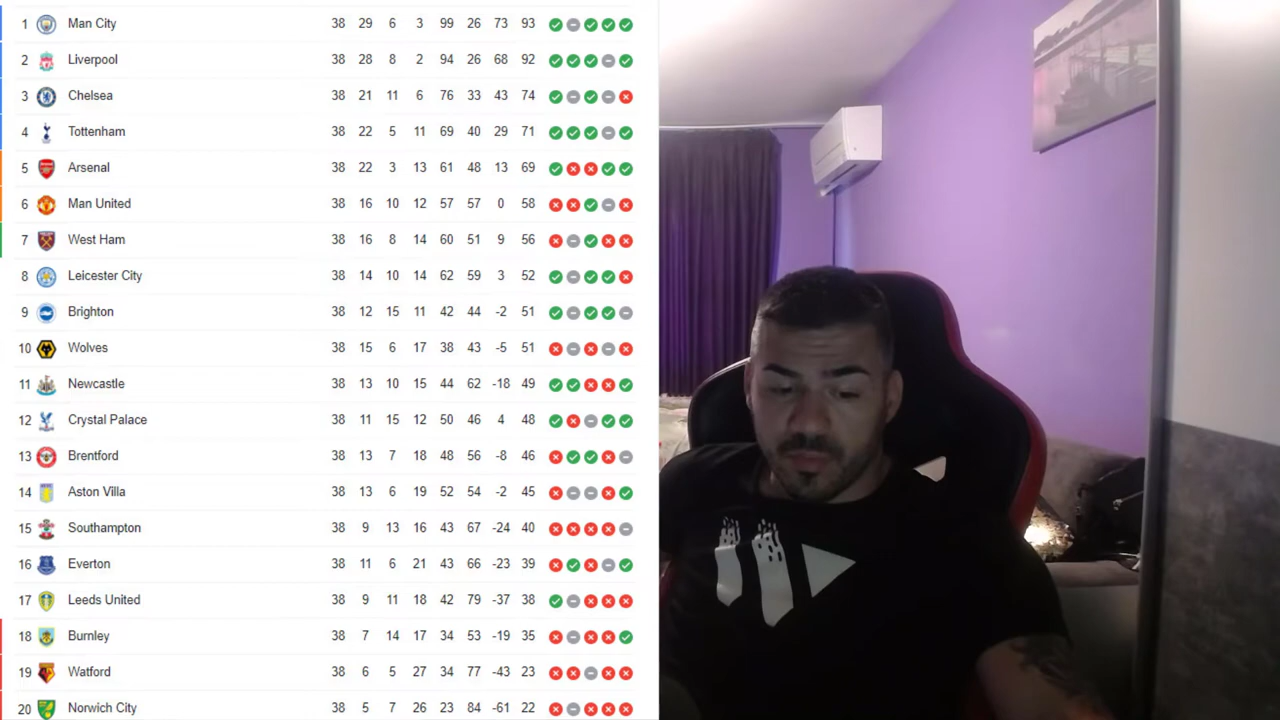 1 Man City 38 29 6 3 99 26 73 93
2 Liverpool 38 28 8 2 94 26 68 92
3 Chelsea 38 21 11 6 76 33 43 74
4 Tottenham 38 22 5 11 69 40 29 71
5 Arsenal 38 22 3 13 61 48 13 69
6 Man United 38 16 10 12 57 57 0 58
7 West Ham 38 16 8 14 60 51 9 56
8 Leicester City 38 14 10 14 62 59 3 52
9 Brighton 38 12 15 11 42 44 -2 51
10 Wolves 38 15 6 17 38 43 -5 51
11 Newcastle 38 13 10 15 44 62 -18 49
12 Crystal Palace 38 11 15 12 50 46 4 48
13 Brentford 38 13 7 18 48 56 -8 46
14 Aston Villa 38 13 6 19 52 54 -2 45
15 Southampton 38 9 13 16 43 67 -24 40
16 Everton 38 11 6 21 43 66 -23 39
17 Leeds United 38 9 11 18 42 79 -37 38
18 Burnley 38 7 14 17 34 53 -19 35
19 Watford 38 6 5 27 34 77 -43 23
20 Norwich City 38 5 7 26 23 84 -61 22